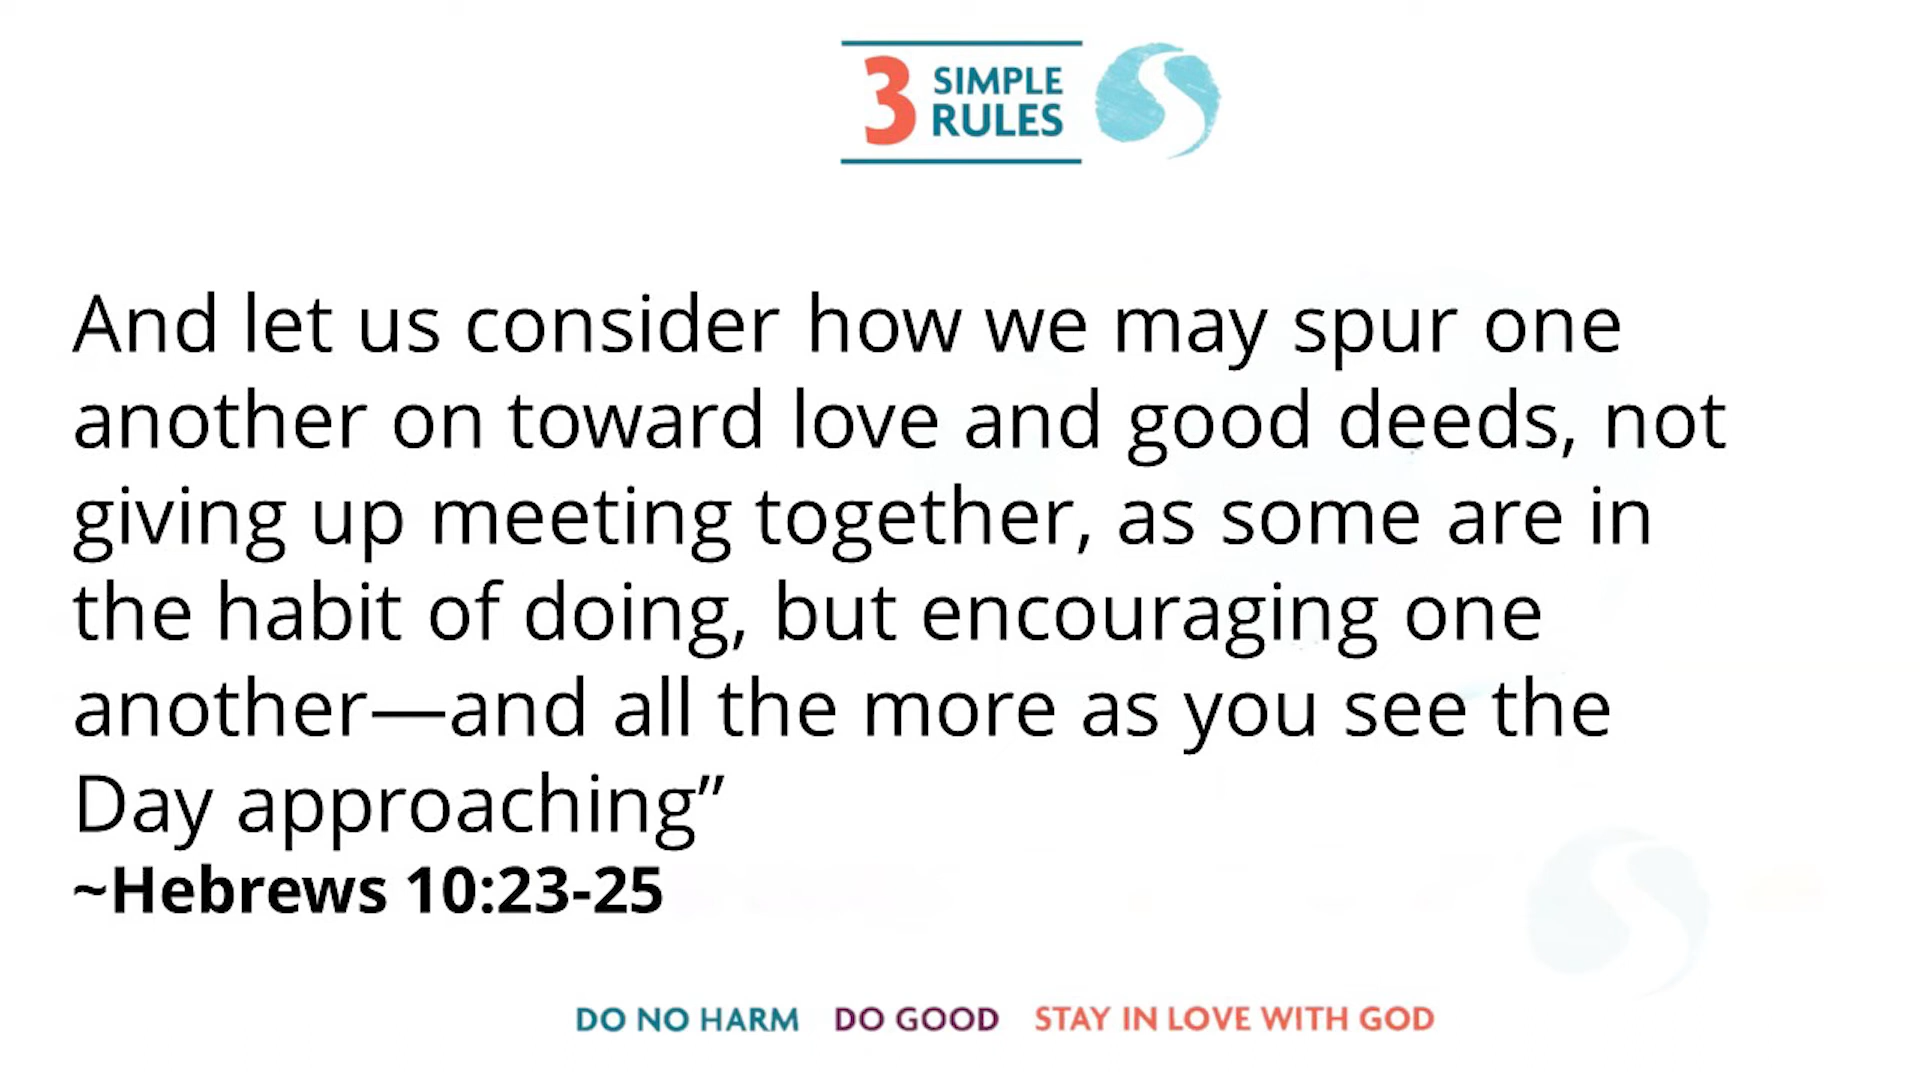 3 SIMPLE
RULES
And let us consider how we may spur one
another on toward love and good deeds, not
giving up meeting together, as some are in
the habit of doing, but encouraging one
another—and all the more as you see the
Day approaching”
~Hebrews 10:23-25
DO NO HARM DO GOOD STAY IN LOVE WITH GOD